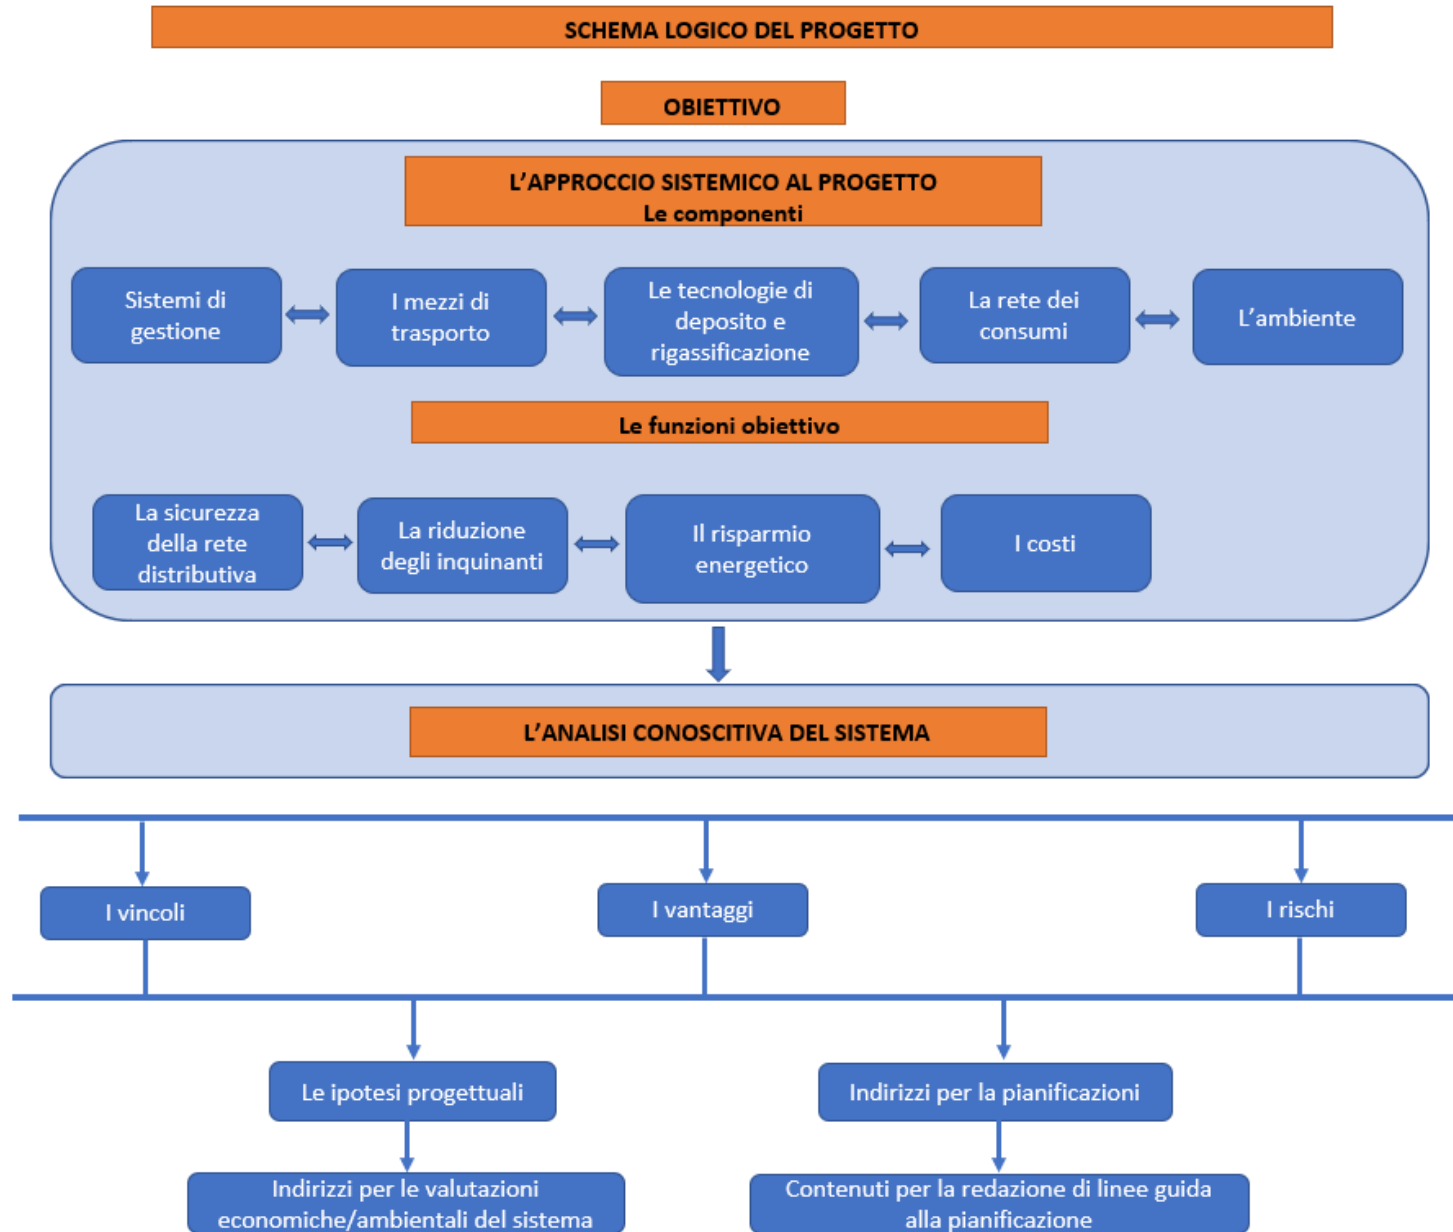 SCHEMA LOGICO DEL PROGETTO
OBIETTIVO
L'APPROCCIO SISTEMICO AL PROGETTO
Le componenti
Sistemi di
gestione
I mezzi di
trasporto
Le tecnologie di
deposito e
rigassificazione
La rete dei
consumi
L'ambiente
Le funzioni obiettivo
La sicurezza
della rete
distributiva
La riduzione
degli inquinanti
Il risparmio
energetico
I costi
L'ANALISI CONOSCITIVA DEL SISTEMA
I vincoli
I vantaggi
I rischi
Le ipotesi progettuali
Indirizzi per la pianificazioni
Indirizzi per le valutazioni
economiche/ambientali del sistema
Contenuti per la redazione di linee guida
alla pianificazione